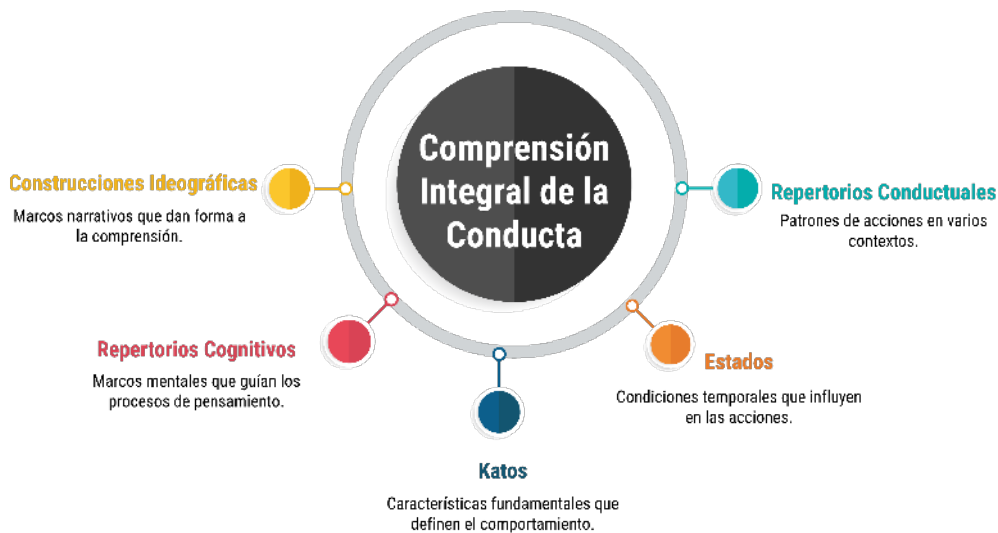 Comprensión
Integral de la
Conducta
Construcciones Ideográficas
Marcos narrativos que dan forma a
la comprensión.
Repertorios Conductuales
Patrones de acciones en varios
contextos.
Repertorios Cognitivos
Marcos mentales que guían los
procesos de pensamiento.
Estados
Condiciones temporales que influyen
en las acciones.
Katos
Características fundamentales que
definen el comportamiento.